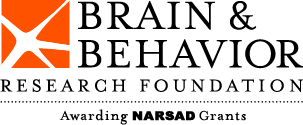 BRAIN &
BEHAVIOR
RESEARCH FOUNDATION
Awarding NARSAD Grants